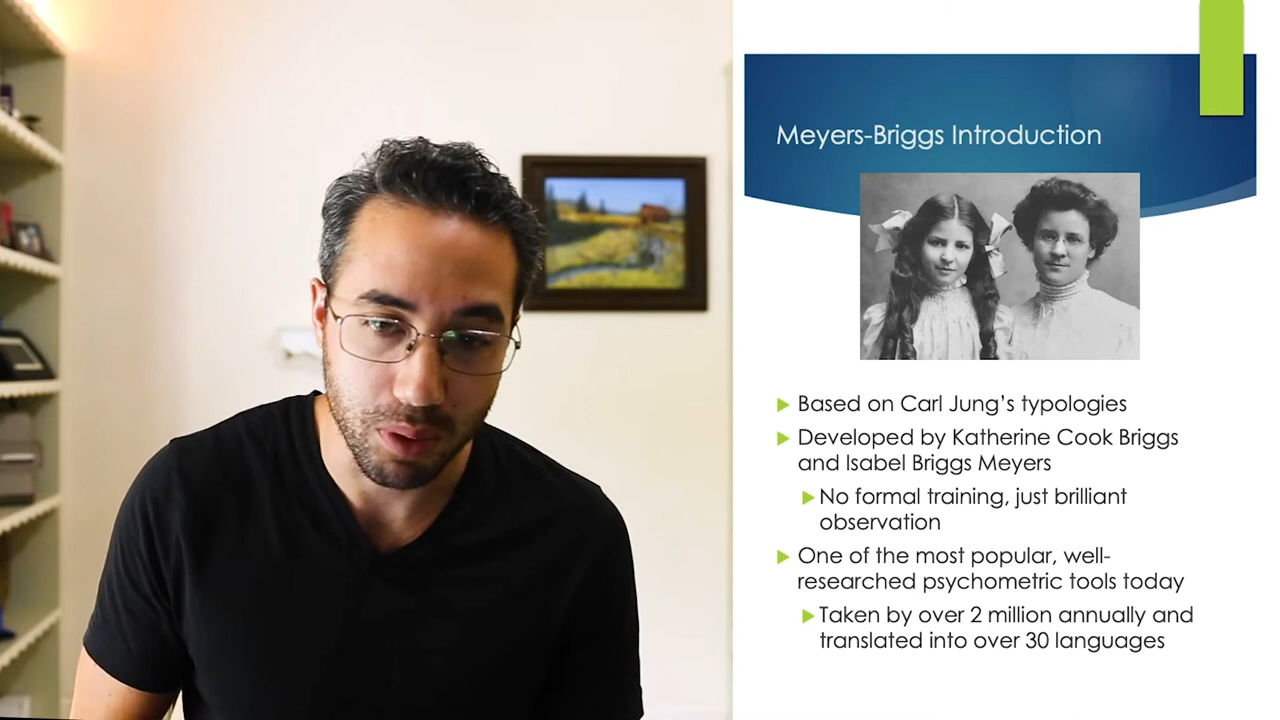 Meyers-Briggs Introduction
Based on Carl Jung’s typologies
Developed by Katherine Cook Briggs
and Isabel Briggs Meyers
No formal training, just brilliant
observation
One of the most popular, well-
researched psychometric tools today
Taken by over 2 million annually and
translated into over 30 languages